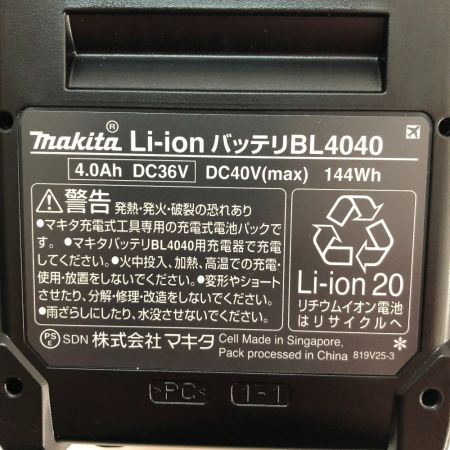 makita® Li-ion バッテリBL4040
4.0Ah DC36V DC40V(max) 144Wh
警告 発熱・発火・破裂の恐れあり
●マキタ充電式工具専用の充電式電池パックで
す。●マキタバッテリBL4040用充電器で充電
してください。●火中投入、加熱、高温での充電・
使用・放置をしないでください。●変形やショート
させたり、分解・修理・改造をしないでください。
●雨ざらしにしたり、水没させないでください。
Li-ion 20
リチウムイオン電池
はリサイクルへ
PSE SDN 株式会社 マキタ
Cell Made in Singapore,
Pack processed in China 819V25-3
>PC< 1-1